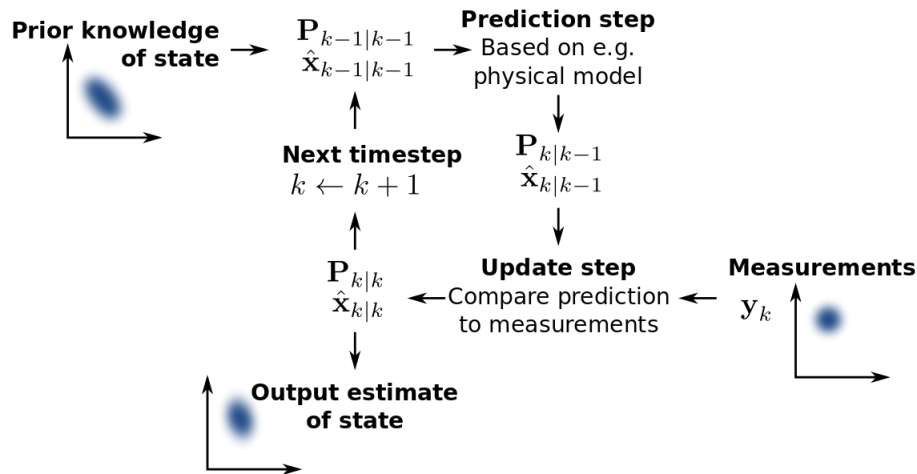 Prior knowledge
of state
P_{k−1|k−1}
x̂_{k−1|k−1}
Prediction step
Based on e.g.
physical model
P_{k|k−1}
x̂_{k|k−1}
Next timestep
k ← k + 1
P_{k|k}
x̂_{k|k}
Update step
Compare prediction
to measurements
Measurements
y_k
Output estimate
of state